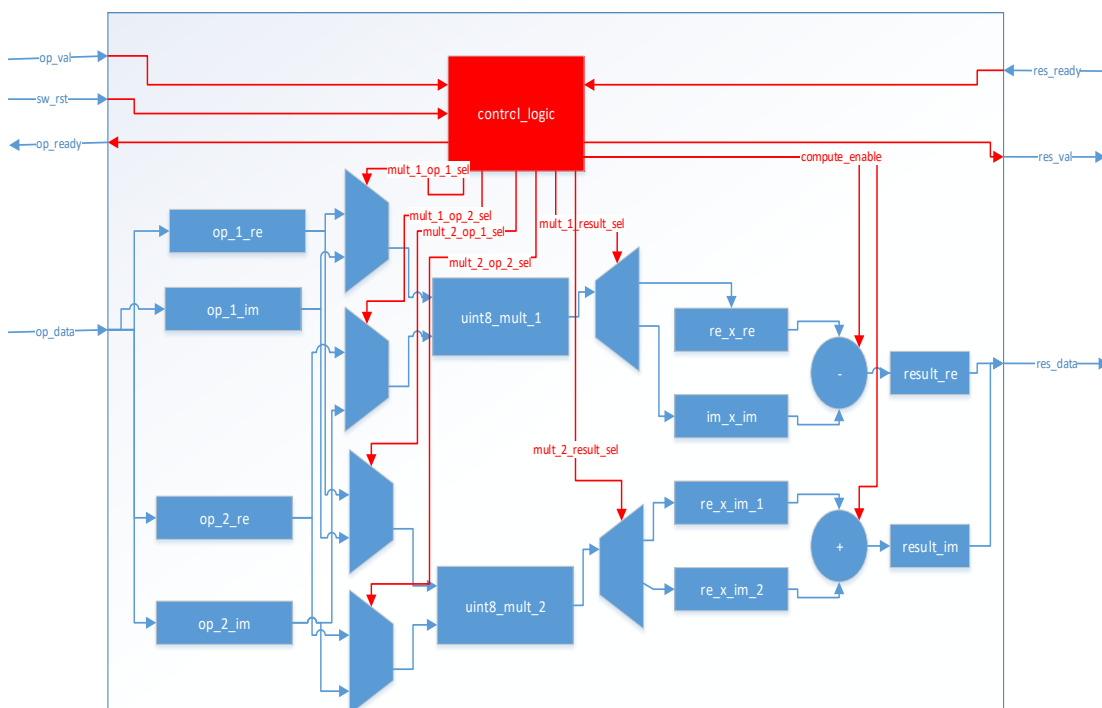 op_val
sw_rst
op_ready
contrcl_logic
res_ready
res_val
compute_enable
mult_1_op_1_sel
mult_1_op_2_sel
mult_2_op_1_sel
mult_2_op_2_sel
mult_1_result_sel
op_1_re
op_1_im
op_data
uint8_mult_1
re_x_re
-
result_re
res_data
im_x_im
mult_2_result_sel
op_2_re
re_x_im_1
+
result_im
op_2_im
uint8_mult_2
re_x_im_2